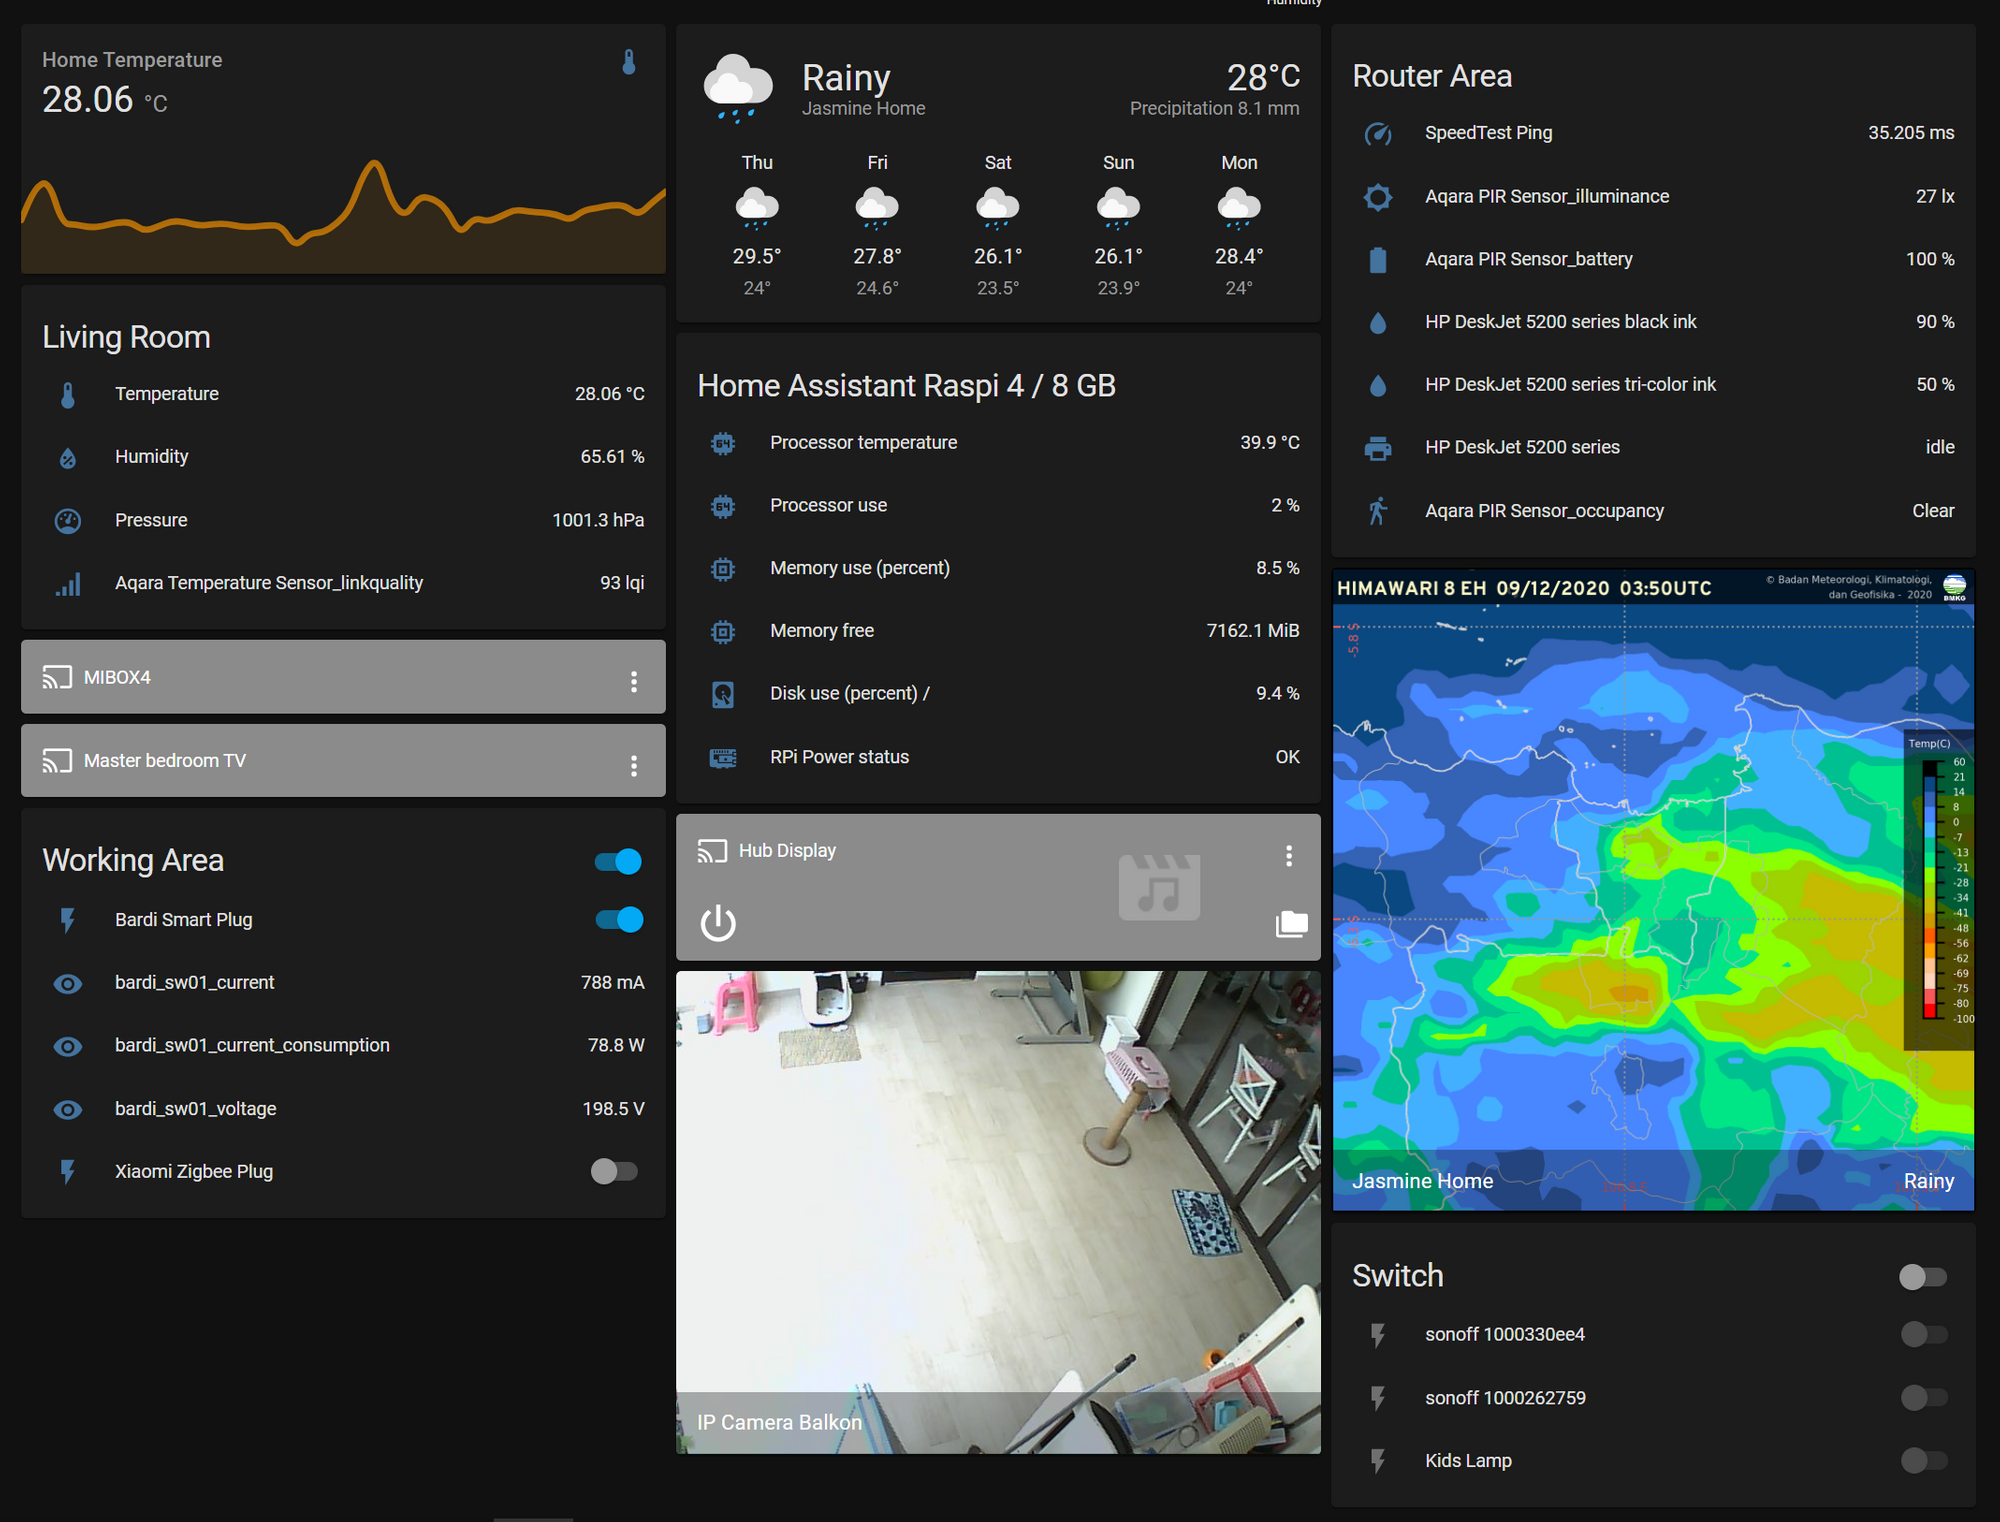 Humidity
Home Temperature
28.06 °C
Living Room
Temperature 28.06 °C
Humidity 65.61 %
Pressure 1001.3 hPa
Aqara Temperature Sensor_linkquality 93 lqi
MIBOX4
Master bedroom TV
Working Area
Bardi Smart Plug
bardi_sw01_current 788 mA
bardi_sw01_current_consumption 78.8 W
bardi_sw01_voltage 198.5 V
Xiaomi Zigbee Plug
Rainy 28°C
Jasmine Home Precipitation 8.1 mm
Thu Fri Sat Sun Mon
29.5° 27.8° 26.1° 26.1° 28.4°
24° 24.6° 23.5° 23.9° 24°
Home Assistant Raspi 4 / 8 GB
64 Processor temperature 39.9 °C
64 Processor use 2 %
Memory use (percent) 8.5 %
Memory free 7162.1 MiB
Disk use (percent) / 9.4 %
RPi Power status OK
Hub Display
IP Camera Balkon
Router Area
SpeedTest Ping 35.205 ms
Aqara PIR Sensor_illuminance 27 lx
Aqara PIR Sensor_battery 100 %
HP DeskJet 5200 series black ink 90 %
HP DeskJet 5200 series tri-color ink 50 %
HP DeskJet 5200 series idle
Aqara PIR Sensor_occupancy Clear
HIMAWARI 8 EH 09/12/2020 03:50UTC
© Badan Meteorologi, Klimatologi,
dan Geofisika - 2020
BMKG
-5.8 S
Temp(C)
60
21
14
8
0
-7
-13
-21
-28
-34
-41
-48
-56
-62
-69
-75
-80
-100
Jasmine Home Rainy
Switch
sonoff 1000330ee4
sonoff 1000262759
Kids Lamp